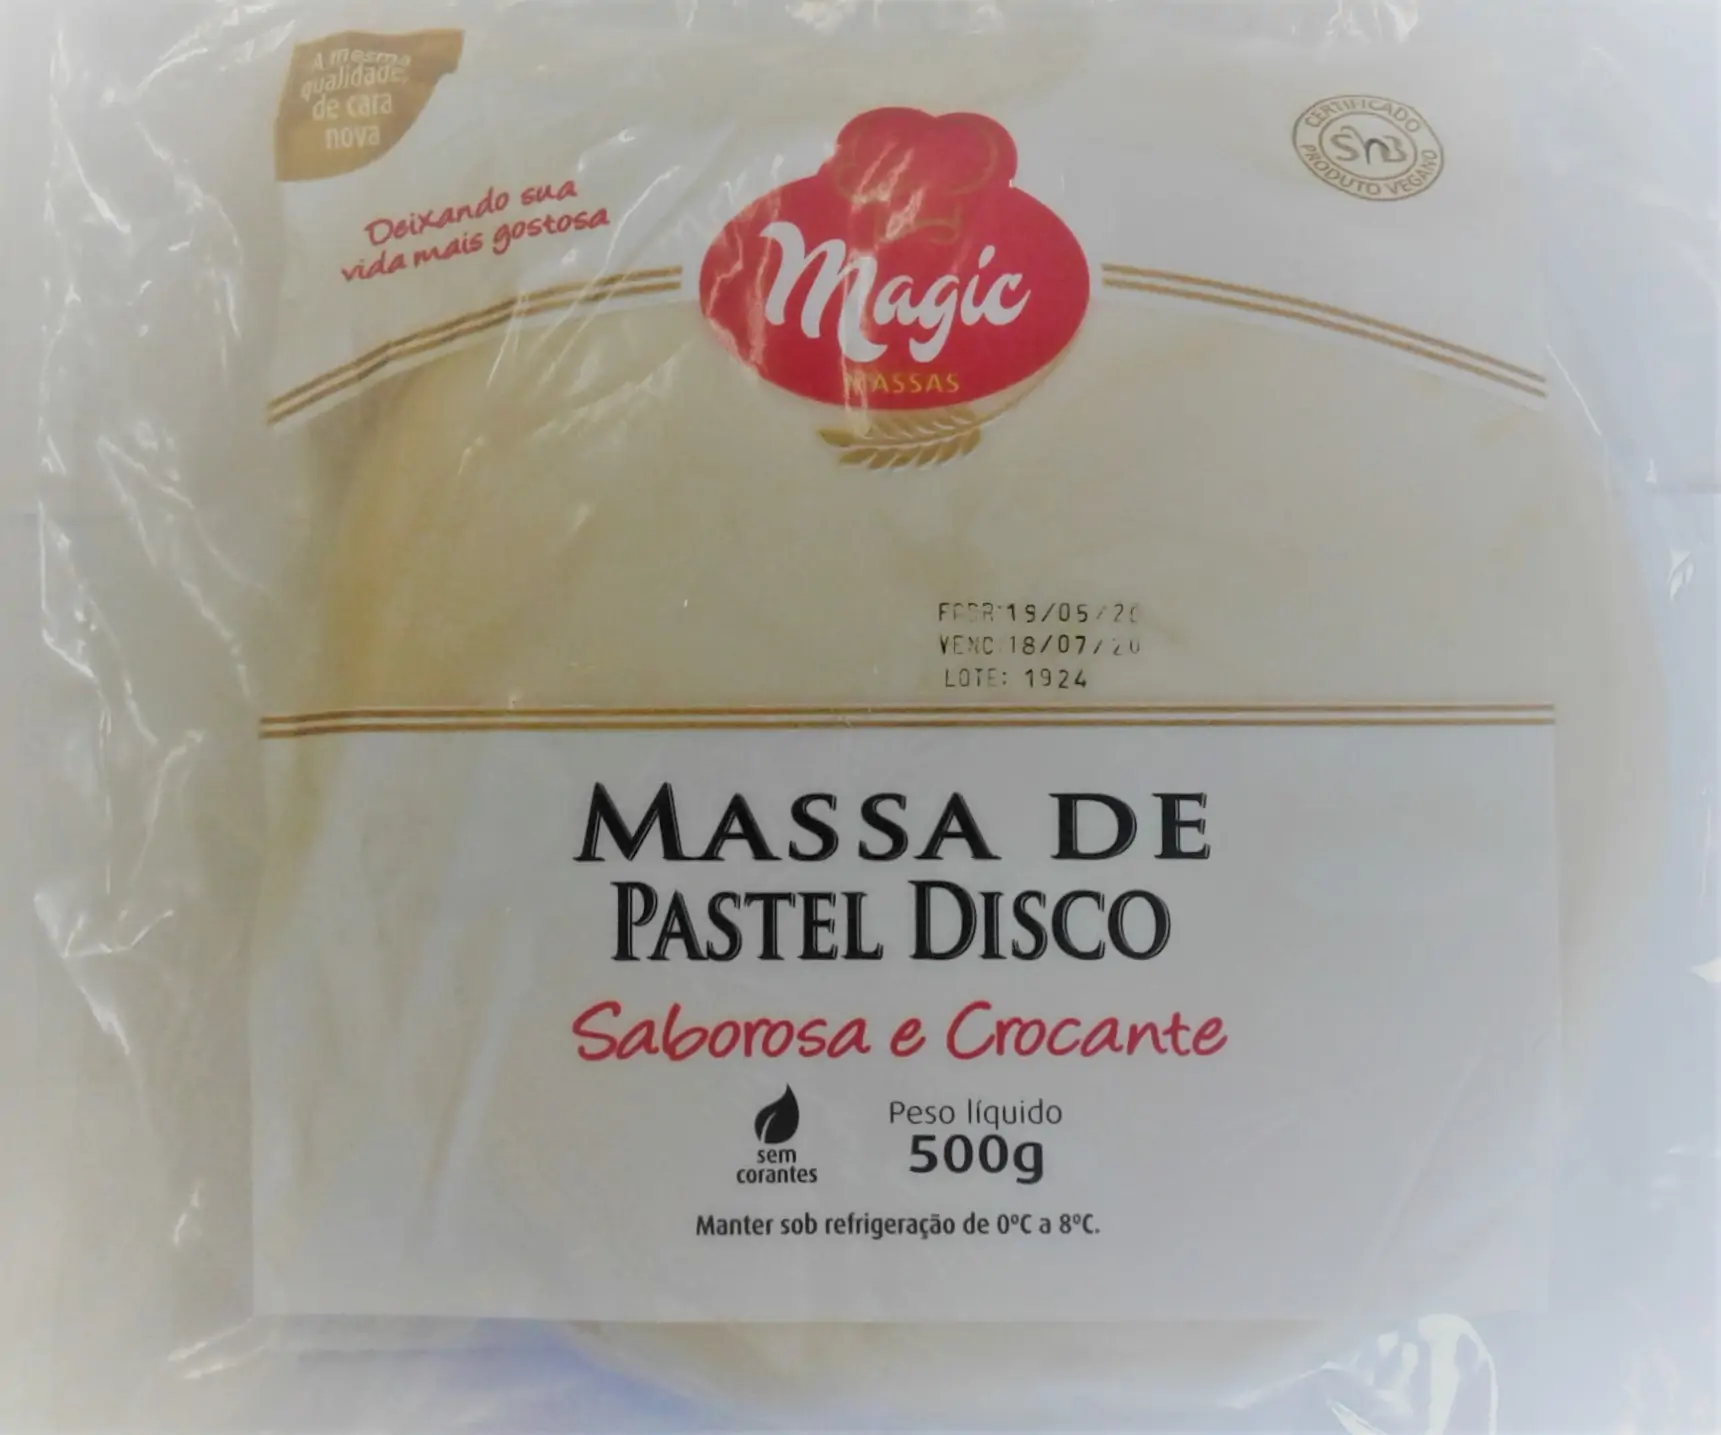 A mesma
qualidade,
de cara
nova
Deixando sua
vida mais gostosa
CERTIFICADO
SVB
PRODUTO VEGANO
Magic
MASSAS
FABR:19/05/20
VENC:18/07/20
LOTE: 1924
MASSA DE
PASTEL DISCO
Saborosa e Crocante
sem
corantes
Peso líquido
500g
Manter sob refrigeração de 0ºC a 8ºC.